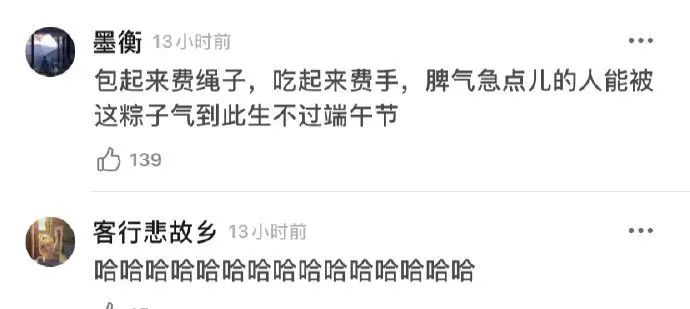 墨衡 13小时前
包起来费绳子，吃起来费手，脾气急点儿的人能被
这粽子气到此生不过端午节
139
客行悲故乡 13小时前
哈哈哈哈哈哈哈哈哈哈哈哈哈哈哈